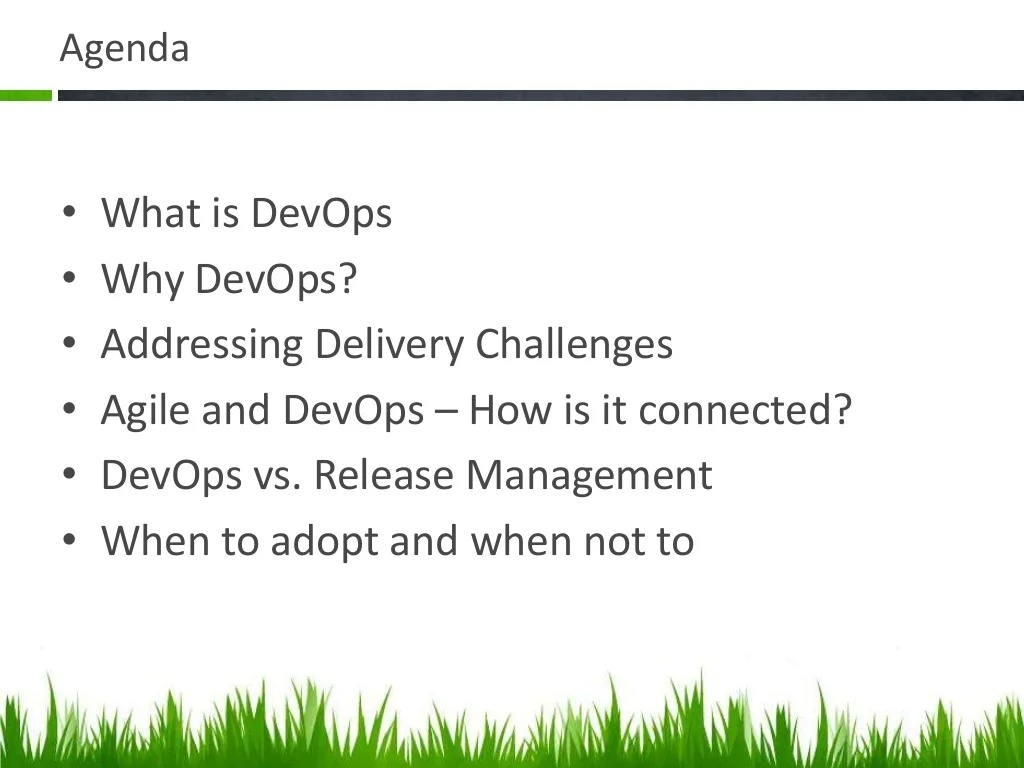 Agenda
• What is DevOps
• Why DevOps?
• Addressing Delivery Challenges
• Agile and DevOps – How is it connected?
• DevOps vs. Release Management
• When to adopt and when not to